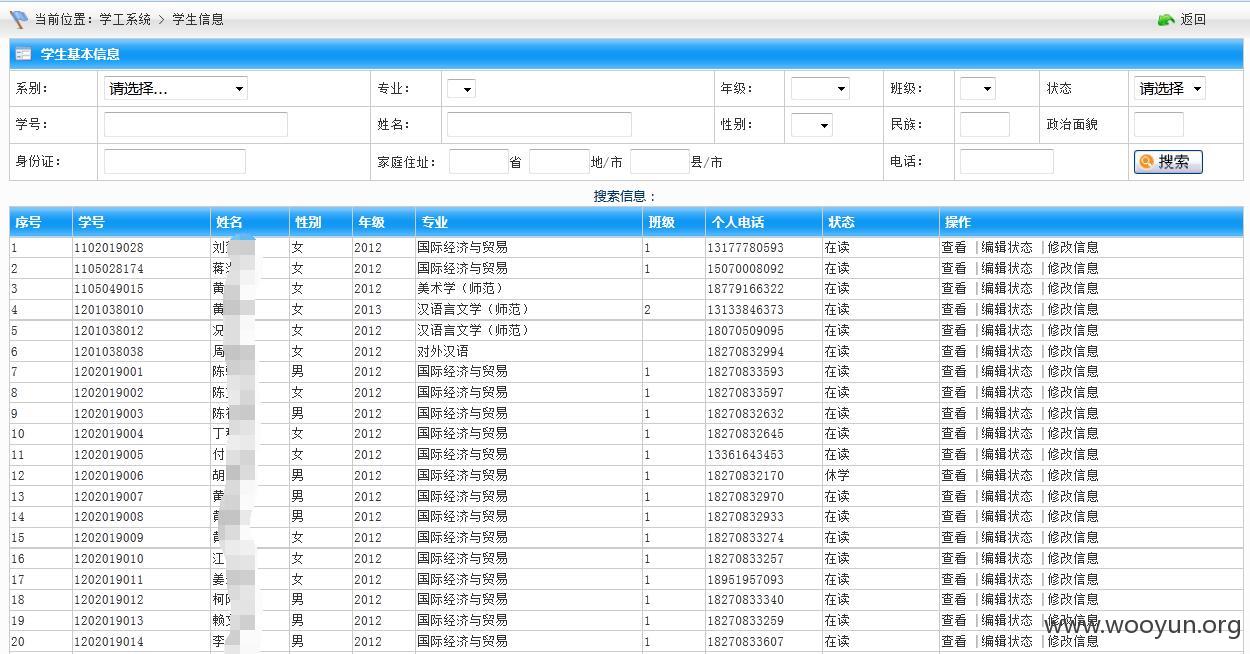 当前位置：学工系统 > 学生信息 返回
学生基本信息
系别： 请选择... 专业： 年级： 班级： 状态 请选择
学号： 姓名： 性别： 民族： 政治面貌
身份证： 家庭住址： 省 地/市 县/市 电话： 搜索
搜索信息：
序号 学号 姓名 性别 年级 专业 班级 个人电话 状态 操作
1 1102019028 刘 女 2012 国际经济与贸易 1 13177780593 在读 查看 |编辑状态 |修改信息
2 1105028174 蒋 女 2012 国际经济与贸易 1 15070008092 在读 查看 |编辑状态 |修改信息
3 1105049015 黄 女 2012 美术学（师范） 18779166322 在读 查看 |编辑状态 |修改信息
4 1201038010 黄 女 2013 汉语言文学（师范） 2 13133846373 在读 查看 |编辑状态 |修改信息
5 1201038012 况 女 2012 汉语言文学（师范） 18070509095 在读 查看 |编辑状态 |修改信息
6 1201038038 周 女 2012 对外汉语 18270832994 在读 查看 |编辑状态 |修改信息
7 1202019001 陈 男 2012 国际经济与贸易 1 18270833593 在读 查看 |编辑状态 |修改信息
8 1202019002 陈 女 2012 国际经济与贸易 1 18270833597 在读 查看 |编辑状态 |修改信息
9 1202019003 陈 男 2012 国际经济与贸易 1 18270832632 在读 查看 |编辑状态 |修改信息
10 1202019004 丁 女 2012 国际经济与贸易 1 18270832645 在读 查看 |编辑状态 |修改信息
11 1202019005 付 女 2012 国际经济与贸易 1 13361643453 在读 查看 |编辑状态 |修改信息
12 1202019006 胡 男 2012 国际经济与贸易 1 18270832170 休学 查看 |编辑状态 |修改信息
13 1202019007 黄 男 2012 国际经济与贸易 1 18270832970 在读 查看 |编辑状态 |修改信息
14 1202019008 男 2012 国际经济与贸易 1 18270832933 在读 查看 |编辑状态 |修改信息
15 1202019009 女 2012 国际经济与贸易 1 18270833274 在读 查看 |编辑状态 |修改信息
16 1202019010 江 女 2012 国际经济与贸易 1 18270833257 在读 查看 |编辑状态 |修改信息
17 1202019011 姜 女 2012 国际经济与贸易 1 18951957093 在读 查看 |编辑状态 |修改信息
18 1202019012 柯 男 2012 国际经济与贸易 1 18270833340 在读 查看 |编辑状态 |修改信息
19 1202019013 赖 男 2012 国际经济与贸易 1 18270833259 在读 查看 |编辑状态 |修改信息
20 1202019014 李 男 2012 国际经济与贸易 1 18270833607 在读 查看 |编辑状态 |修改信息
www.wooyun.org